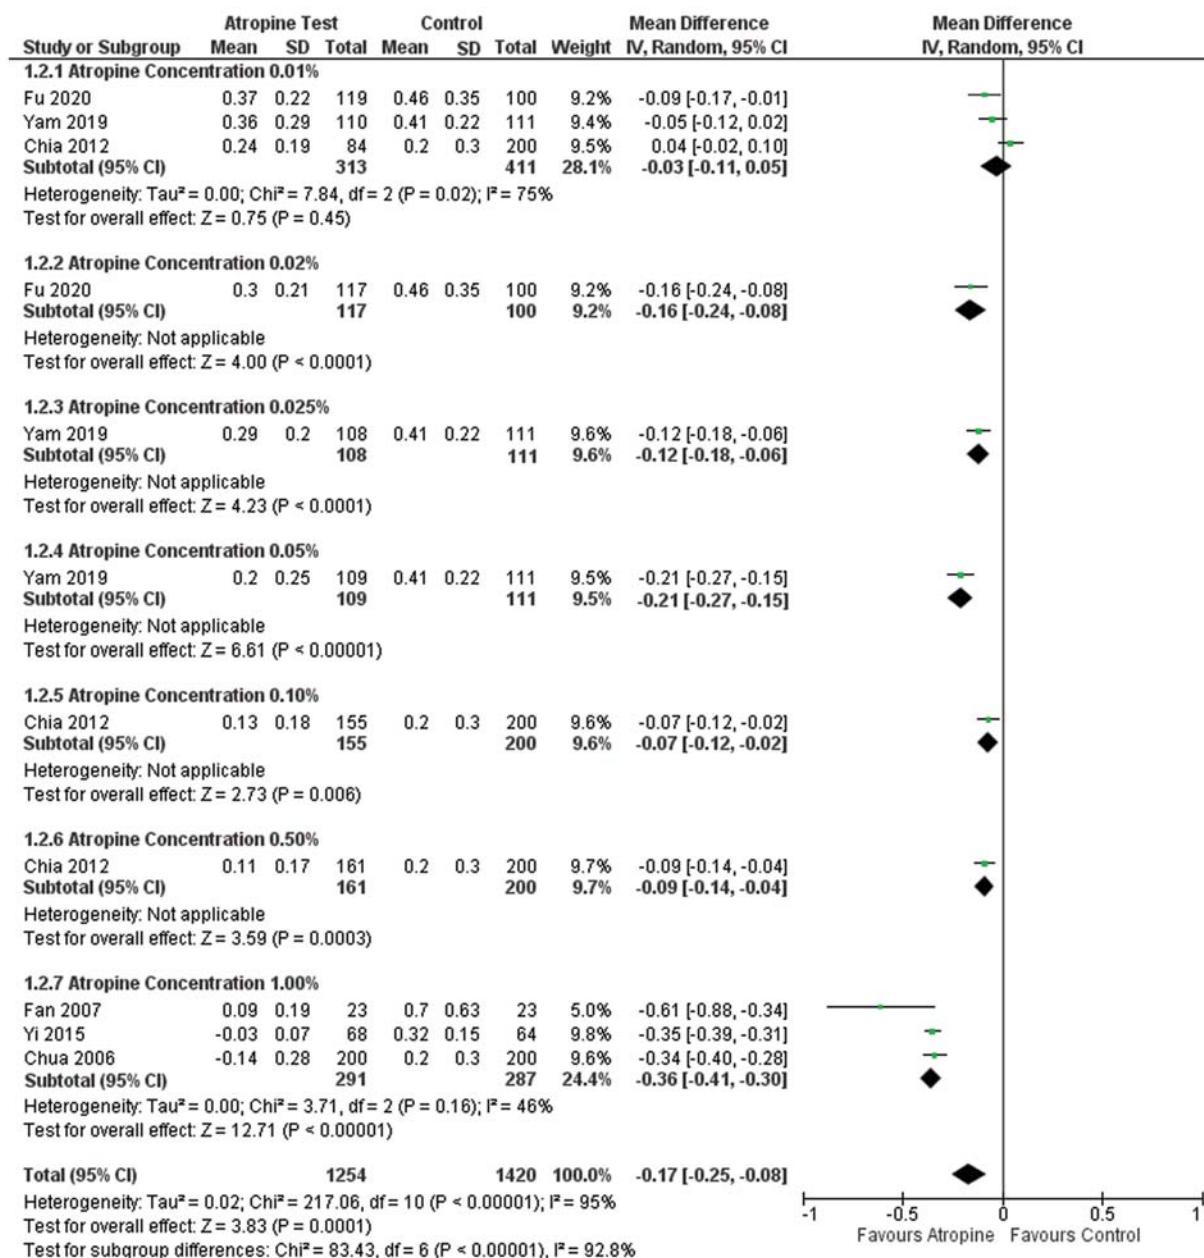 Atropine Test Control Mean Difference Mean Difference
Study or Subgroup Mean SD Total Mean SD Total Weight IV, Random, 95% CI IV, Random, 95% CI
1.2.1 Atropine Concentration 0.01%
Fu 2020 0.37 0.22 119 0.46 0.35 100 9.2% -0.09 [-0.17, -0.01]
Yam 2019 0.36 0.29 110 0.41 0.22 111 9.4% -0.05 [-0.12, 0.02]
Chia 2012 0.24 0.19 84 0.2 0.3 200 9.5% 0.04 [-0.02, 0.10]
Subtotal (95% CI) 313 411 28.1% -0.03 [-0.11, 0.05]
Heterogeneity: Tau² = 0.00; Chi² = 7.84, df = 2 (P = 0.02); I² = 75%
Test for overall effect: Z = 0.75 (P = 0.45)
1.2.2 Atropine Concentration 0.02%
Fu 2020 0.3 0.21 117 0.46 0.35 100 9.2% -0.16 [-0.24, -0.08]
Subtotal (95% CI) 117 100 9.2% -0.16 [-0.24, -0.08]
Heterogeneity: Not applicable
Test for overall effect: Z = 4.00 (P < 0.0001)
1.2.3 Atropine Concentration 0.025%
Yam 2019 0.29 0.2 108 0.41 0.22 111 9.6% -0.12 [-0.18, -0.06]
Subtotal (95% CI) 108 111 9.6% -0.12 [-0.18, -0.06]
Heterogeneity: Not applicable
Test for overall effect: Z = 4.23 (P < 0.0001)
1.2.4 Atropine Concentration 0.05%
Yam 2019 0.2 0.25 109 0.41 0.22 111 9.5% -0.21 [-0.27, -0.15]
Subtotal (95% CI) 109 111 9.5% -0.21 [-0.27, -0.15]
Heterogeneity: Not applicable
Test for overall effect: Z = 6.61 (P < 0.00001)
1.2.5 Atropine Concentration 0.10%
Chia 2012 0.13 0.18 155 0.2 0.3 200 9.6% -0.07 [-0.12, -0.02]
Subtotal (95% CI) 155 200 9.6% -0.07 [-0.12, -0.02]
Heterogeneity: Not applicable
Test for overall effect: Z = 2.73 (P = 0.006)
1.2.6 Atropine Concentration 0.50%
Chia 2012 0.11 0.17 161 0.2 0.3 200 9.7% -0.09 [-0.14, -0.04]
Subtotal (95% CI) 161 200 9.7% -0.09 [-0.14, -0.04]
Heterogeneity: Not applicable
Test for overall effect: Z = 3.59 (P = 0.0003)
1.2.7 Atropine Concentration 1.00%
Fan 2007 0.09 0.19 23 0.7 0.63 23 5.0% -0.61 [-0.88, -0.34]
Yi 2015 -0.03 0.07 68 0.32 0.15 64 9.8% -0.35 [-0.39, -0.31]
Chua 2006 -0.14 0.28 200 0.2 0.3 200 9.6% -0.34 [-0.40, -0.28]
Subtotal (95% CI) 291 287 24.4% -0.36 [-0.41, -0.30]
Heterogeneity: Tau² = 0.00; Chi² = 3.71, df = 2 (P = 0.16); I² = 46%
Test for overall effect: Z = 12.71 (P < 0.00001)
Total (95% CI) 1254 1420 100.0% -0.17 [-0.25, -0.08]
Heterogeneity: Tau² = 0.02; Chi² = 217.06, df = 10 (P < 0.00001); I² = 95%
Test for overall effect: Z = 3.83 (P = 0.0001)
Test for subgroup differences: Chi² = 83.43, df = 6 (P < 0.00001), I² = 92.8%
-1 -0.5 0 0.5 1
Favours Atropine Favours Control